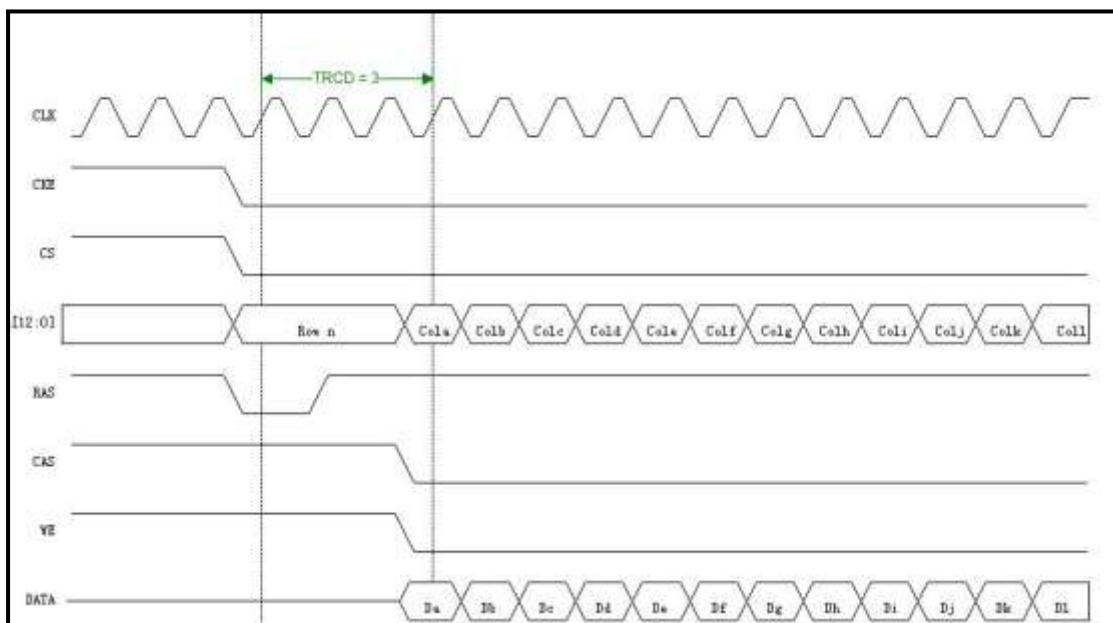 TRCD = 3
CLK
CKE
CS
[12:0]
Row n Cola Colb Colc Cold Cole Colf Colg Colh Coli Colj Colk Coll
RAS
CAS
WE
DATA
Da Db Dc Dd De Df Dg Dh Di Dj Dk Dl